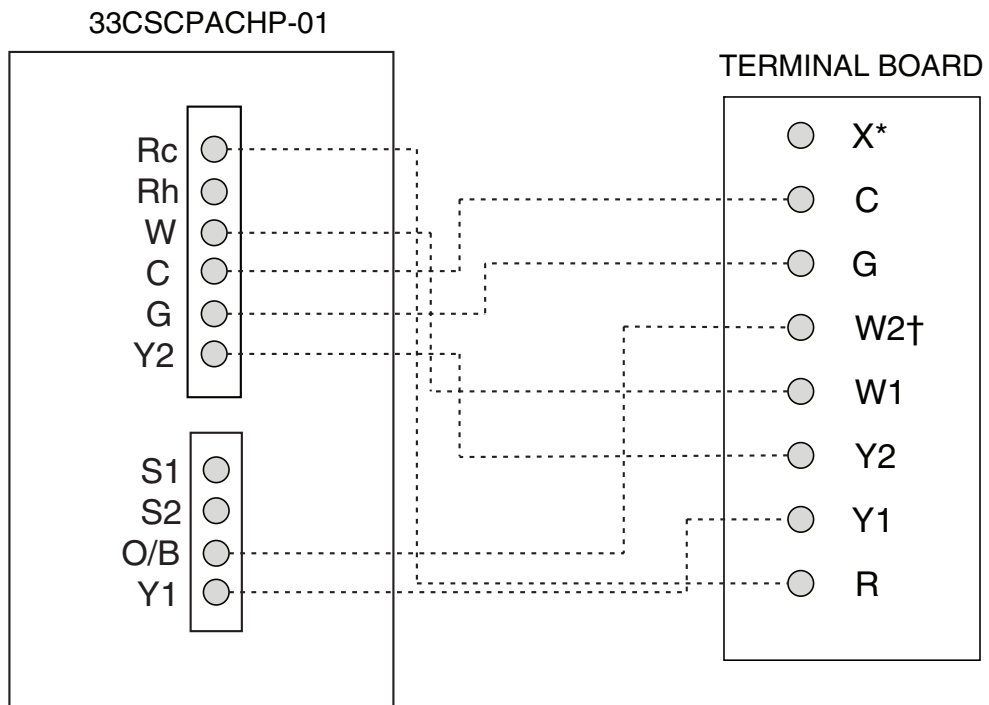 33CSCPACHP-01
TERMINAL BOARD
Rc
Rh
W
C
G
Y2
S1
S2
O/B
Y1
X*
C
G
W2†
W1
Y2
Y1
R